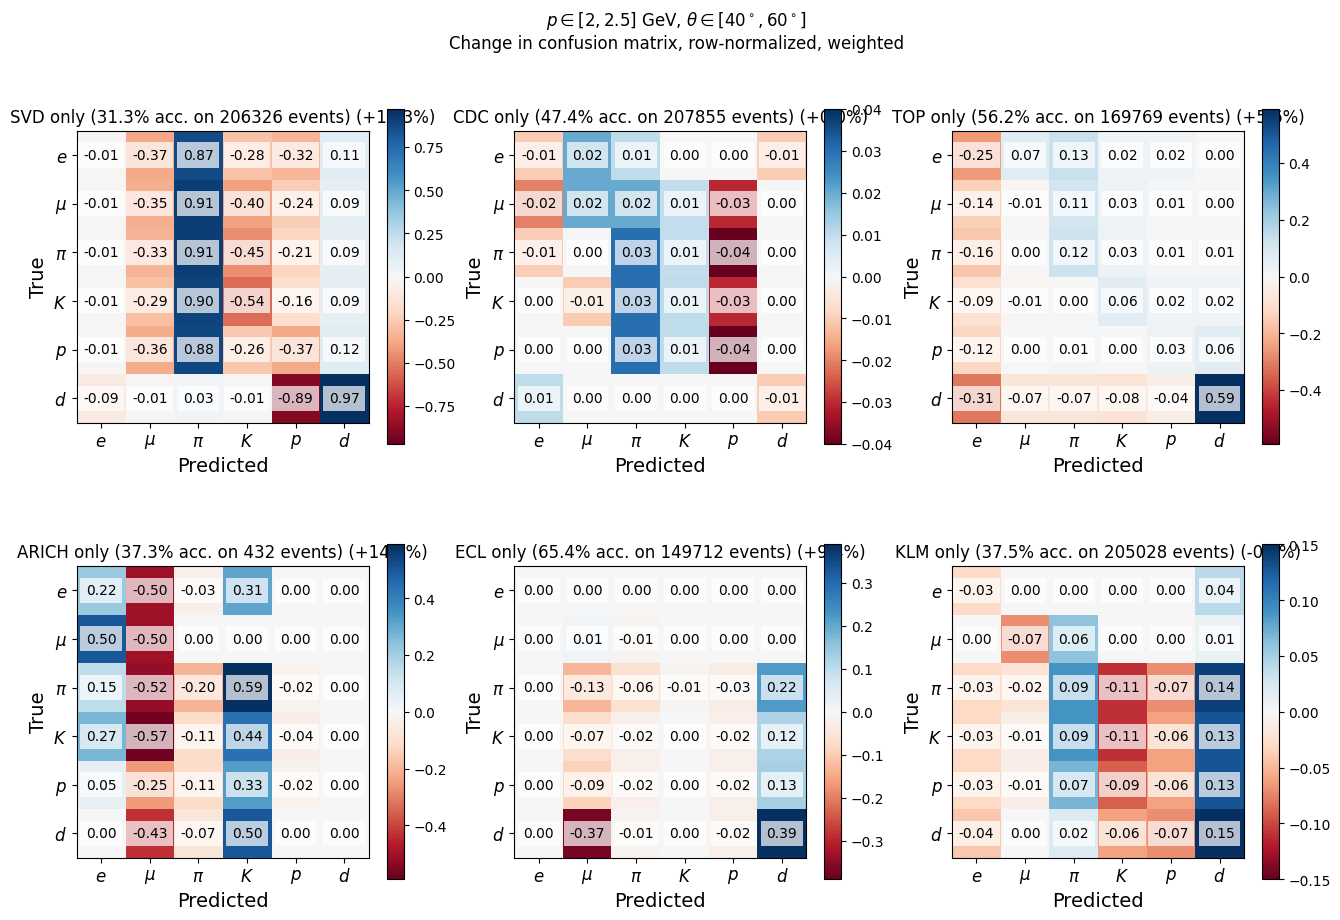 p ∈ [2, 2.5] GeV, θ ∈ [40°, 60°]
Change in confusion matrix, row-normalized, weighted
SVD only (31.3% acc. on 206326 events)
True
e -0.01 -0.37 0.87 -0.28 -0.32 0.11
μ -0.01 -0.35 0.91 -0.40 -0.24 0.09
π -0.01 -0.33 0.91 -0.45 -0.21 0.09
K -0.01 -0.29 0.90 -0.54 -0.16 0.09
p -0.01 -0.36 0.88 -0.26 -0.37 0.12
d -0.09 -0.01 0.03 -0.01 -0.89 0.97
e μ π K p d
Predicted
0.75
0.50
0.25
0.00
−0.25
−0.50
−0.75
CDC only (47.4% acc. on 207855 events)
True
e -0.01 0.02 0.01 0.00 0.00 -0.01
μ -0.02 0.02 0.02 0.01 -0.03 0.00
π -0.01 0.00 0.03 0.01 -0.04 0.00
K 0.00 -0.01 0.03 0.01 -0.03 0.00
p 0.00 0.00 0.03 0.01 -0.04 0.00
d 0.01 0.00 0.00 0.00 0.00 -0.01
e μ π K p d
Predicted
0.04
0.03
0.02
0.01
0.00
−0.01
−0.02
−0.03
−0.04
TOP only (56.2% acc. on 169769 events)
True
e -0.25 0.07 0.13 0.02 0.02 0.00
μ -0.14 -0.01 0.11 0.03 0.01 0.00
π -0.16 0.00 0.12 0.03 0.01 0.01
K -0.09 -0.01 0.00 0.06 0.02 0.02
p -0.12 0.00 0.01 0.00 0.03 0.06
d -0.31 -0.07 -0.07 -0.08 -0.04 0.59
e μ π K p d
Predicted
0.4
0.2
0.0
−0.2
−0.4
ARICH only (37.3% acc. on 432 events)
True
e 0.22 -0.50 -0.03 0.31 0.00 0.00
μ 0.50 -0.50 0.00 0.00 0.00 0.00
π 0.15 -0.52 -0.20 0.59 -0.02 0.00
K 0.27 -0.57 -0.11 0.44 -0.04 0.00
p 0.05 -0.25 -0.11 0.33 -0.02 0.00
d 0.00 -0.43 -0.07 0.50 0.00 0.00
e μ π K p d
Predicted
0.4
0.2
0.0
−0.2
−0.4
ECL only (65.4% acc. on 149712 events)
True
e 0.00 0.00 0.00 0.00 0.00 0.00
μ 0.00 0.01 -0.01 0.00 0.00 0.00
π 0.00 -0.13 -0.06 -0.01 -0.03 0.22
K 0.00 -0.07 -0.02 0.00 -0.02 0.12
p 0.00 -0.09 -0.02 0.00 -0.02 0.13
d 0.00 -0.37 -0.01 0.00 -0.02 0.39
e μ π K p d
Predicted
0.3
0.2
0.1
0.0
−0.1
−0.2
−0.3
KLM only (37.5% acc. on 205028 events)
True
e -0.03 0.00 0.00 0.00 0.00 0.04
μ 0.00 -0.07 0.06 0.00 0.00 0.01
π -0.03 -0.02 0.09 -0.11 -0.07 0.14
K -0.03 -0.01 0.09 -0.11 -0.06 0.13
p -0.03 -0.01 0.07 -0.09 -0.06 0.13
d -0.04 0.00 0.02 -0.06 -0.07 0.15
e μ π K p d
Predicted
0.15
0.10
0.05
0.00
−0.05
−0.10
−0.15